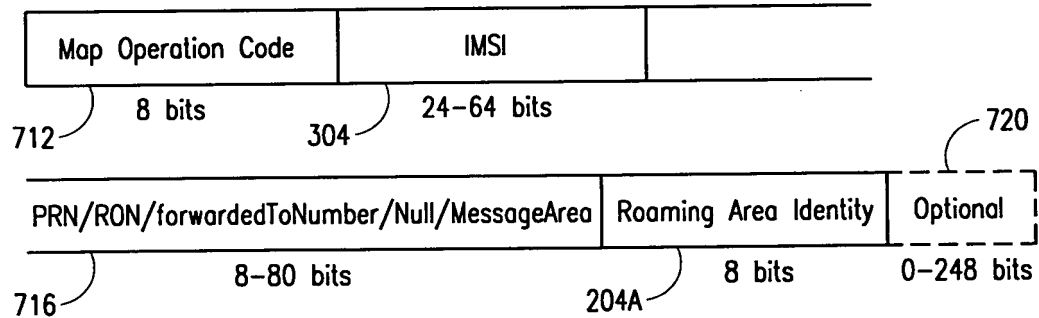 Map Operation Code IMSI
8 bits 24-64 bits
712 304
720
PRN/RON/forwardedToNumber/Null/MessageArea Roaming Area Identity Optional
8-80 bits 8 bits 0-248 bits
716 204A